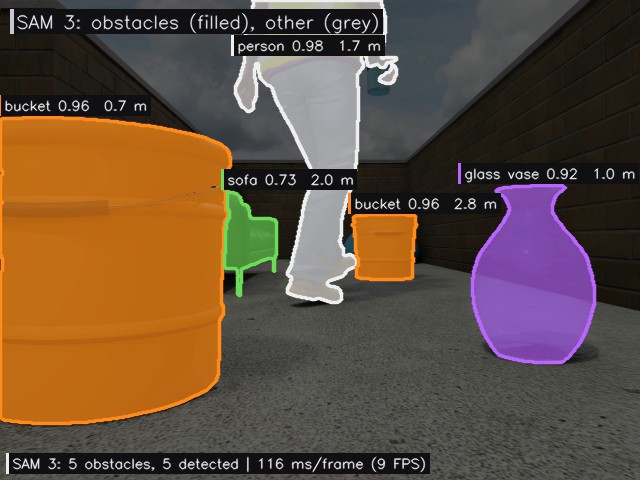 SAM 3: obstacles (filled), other (grey)
person 0.98 1.7 m
bucket 0.96 0.7 m
glass vase 0.92 1.0 m
sofa 0.73 2.0 m
bucket 0.96 2.8 m
SAM 3: 5 obstacles, 5 detected | 116 ms/frame (9 FPS)